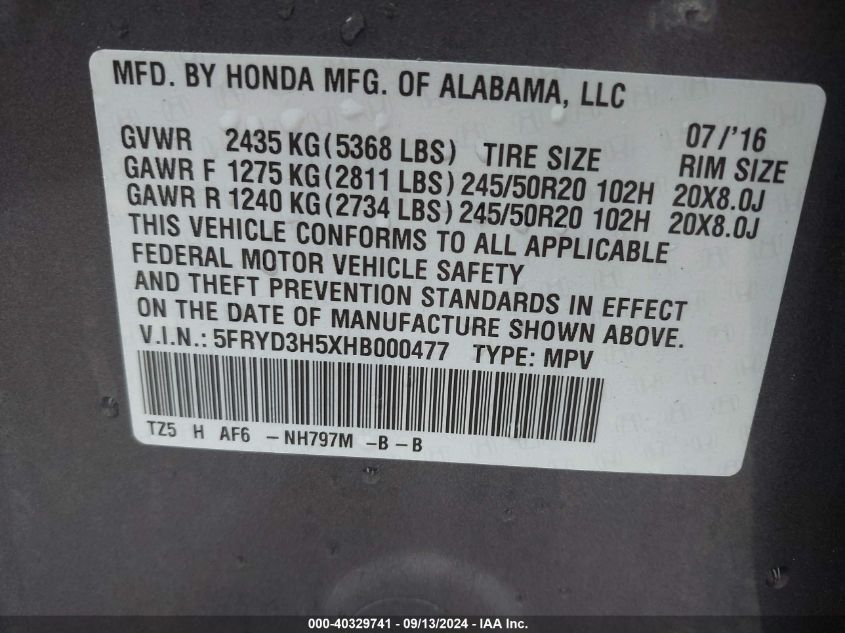 MFD. BY HONDA MFG. OF ALABAMA, LLC
07/'16
GVWR 2435 KG(5368 LBS) TIRE SIZE RIM SIZE
GAWR F 1275 KG(2811 LBS) 245/50R20 102H 20X8.0J
GAWR R 1240 KG(2734 LBS) 245/50R20 102H 20X8.0J
THIS VEHICLE CONFORMS TO ALL APPLICABLE
FEDERAL MOTOR VEHICLE SAFETY
AND THEFT PREVENTION STANDARDS IN EFFECT
ON THE DATE OF MANUFACTURE SHOWN ABOVE.
V.I.N.: 5FRYD3H5XHB000477 TYPE: MPV
TZ5 H AF6 -NH797M -B-B
000-40329741 - 09/13/2024 - IAA Inc.